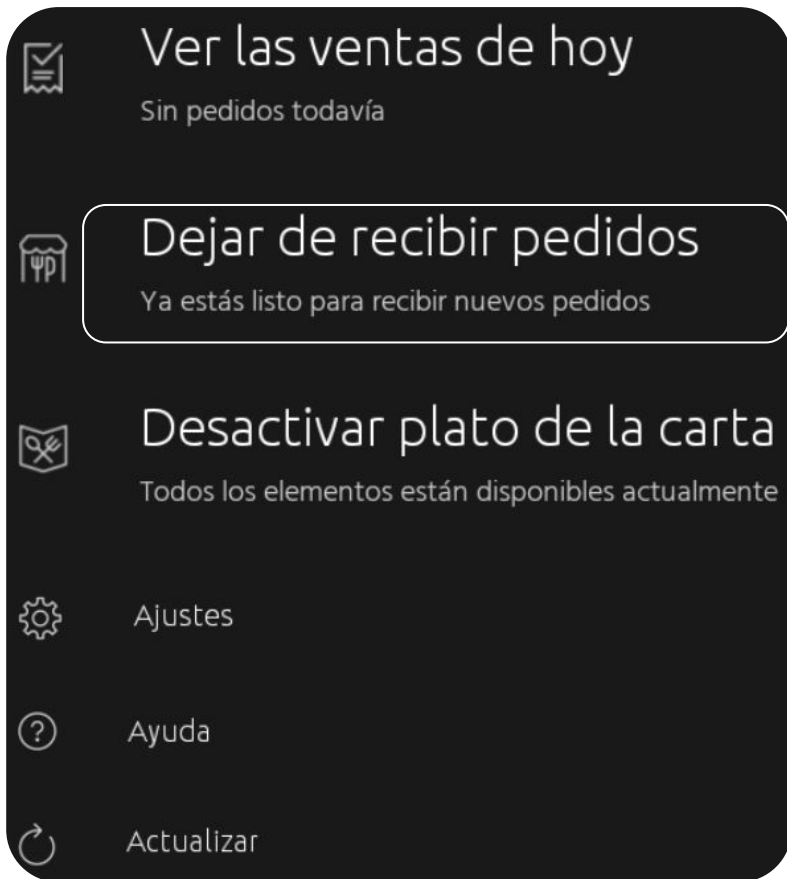 Ver las ventas de hoy
Sin pedidos todavía
Dejar de recibir pedidos
Ya estás listo para recibir nuevos pedidos
Desactivar plato de la carta
Todos los elementos están disponibles actualmente
Ajustes
Ayuda
Actualizar